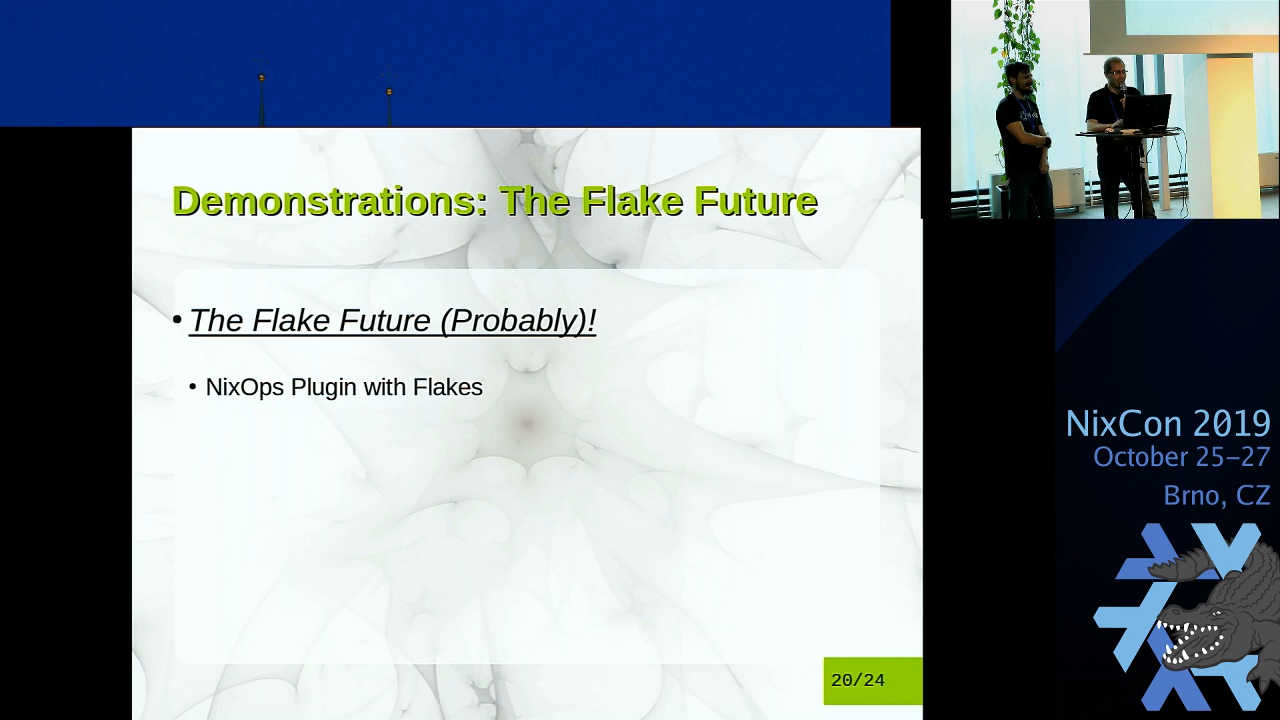 Demonstrations: The Flake Future
• The Flake Future (Probably)!
• NixOps Plugin with Flakes
20/24
NixCon 2019
October 25–27
Brno, CZ